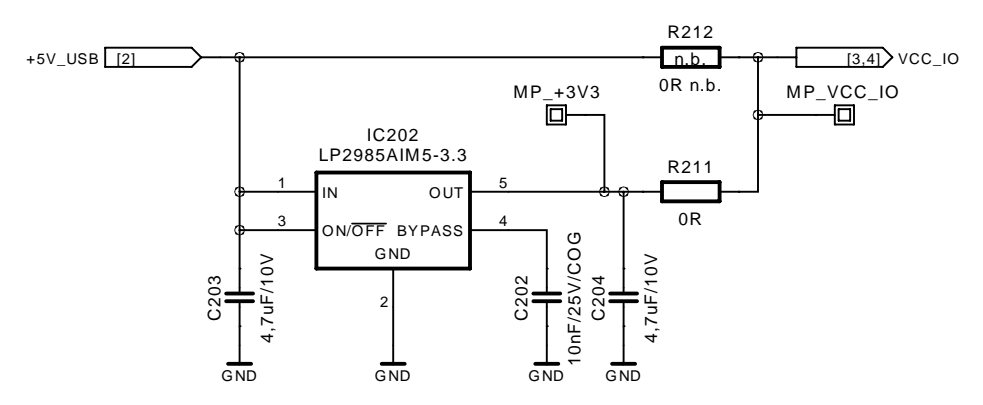 R212
+5V_USB
[2]
n.b.
[3,4]
VCC_IO
0R n.b.
MP_+3V3
MP_VCC_IO
IC202
LP2985AIM5-3.3
R211
1
IN
OUT
5
0R
3
ON/OFF
BYPASS
4
GND
2
C203
4,7uF/10V
C202
10nF/25V/COG
C204
4,7uF/10V
GND
GND
GND
GND